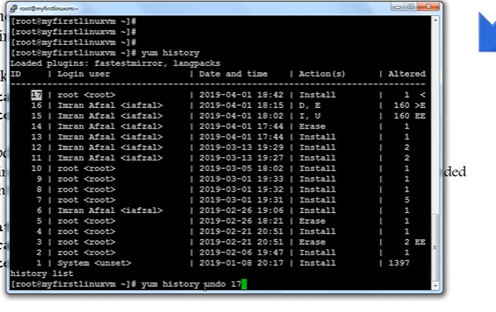 root@myfirstlinuxvm:~
[root@myfirstlinuxvm ~]#
[root@myfirstlinuxvm ~]#
[root@myfirstlinuxvm ~]#
[root@myfirstlinuxvm ~]# yum history
Loaded plugins: fastestmirror, langpacks
ID | Login user | Date and time | Action(s) | Altered
17 | root <root> | 2019-04-01 18:42 | Install | 1 <
16 | Imran Afzal <iafzal> | 2019-04-01 18:15 | D, E | 160 >E
15 | Imran Afzal <iafzal> | 2019-04-01 18:02 | I, U | 160 EE
14 | Imran Afzal <iafzal> | 2019-04-01 17:44 | Erase | 1
13 | Imran Afzal <iafzal> | 2019-04-01 17:44 | Install | 1
12 | Imran Afzal <iafzal> | 2019-03-13 19:29 | Install | 2
11 | Imran Afzal <iafzal> | 2019-03-13 19:27 | Install | 2
10 | root <root> | 2019-03-05 18:02 | Install | 1
9 | root <root> | 2019-03-01 19:33 | Install | 1
8 | root <root> | 2019-03-01 19:32 | Install | 1
7 | root <root> | 2019-03-01 19:31 | Install | 5
6 | Imran Afzal <iafzal> | 2019-02-26 19:06 | Install | 1
5 | root <root> | 2019-02-26 18:21 | Erase | 1
4 | root <root> | 2019-02-21 20:51 | Install | 1
3 | root <root> | 2019-02-21 20:51 | Erase | 2 EE
2 | root <root> | 2019-02-06 19:47 | Install | 1
1 | System <unset> | 2019-01-08 20:17 | Install | 1397
history list
[root@myfirstlinuxvm ~]# yum history undo 17